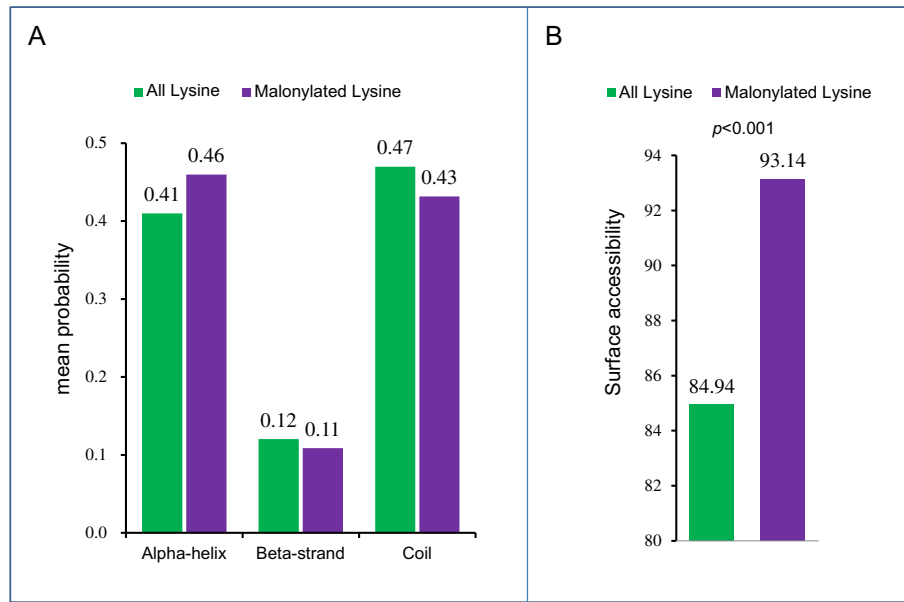 A
All Lysine Malonylated Lysine
mean probability
0.5
0.4
0.3
0.2
0.1
0.0
0.41
0.46
0.12
0.11
0.47
0.43
Alpha-helix Beta-strand Coil
B
All Lysine Malonylated Lysine
p<0.001
Surface accessibility
94
92
90
88
86
84
82
80
84.94
93.14